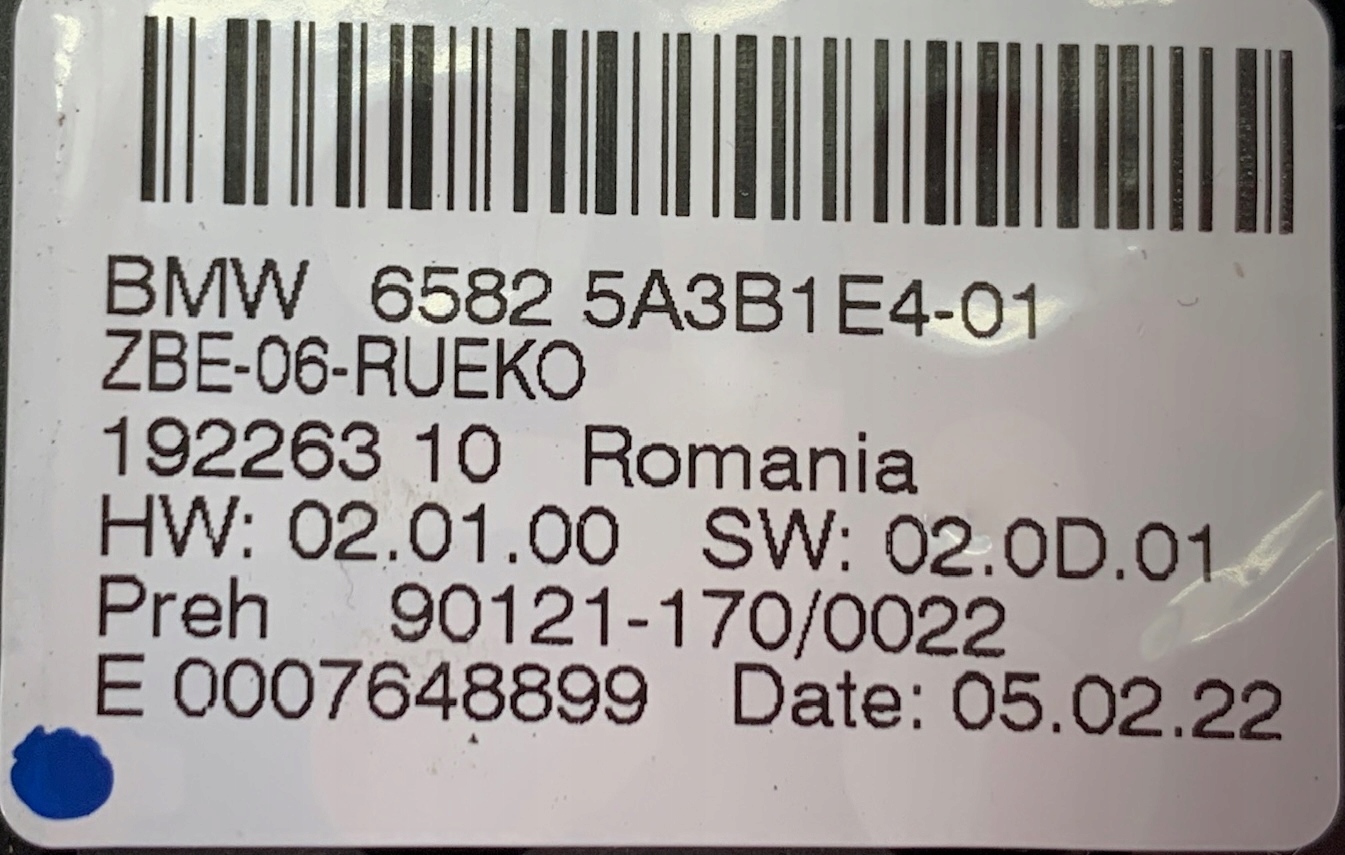 BMW 6582 5A3B1E4-01
ZBE-06-RUEKO
192263 10 Romania
HW: 02.01.00 SW: 02.0D.01
Preh 90121-170/0022
E 0007648899 Date: 05.02.22